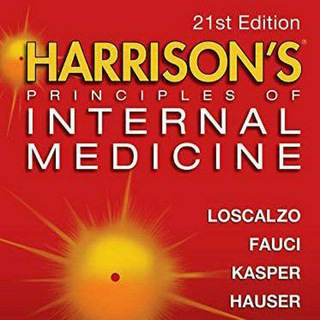 21st Edition
HARRISON'S®
PRINCIPLES OF
INTERNAL
MEDICINE
LOSCALZO
FAUCI
KASPER
HAUSER